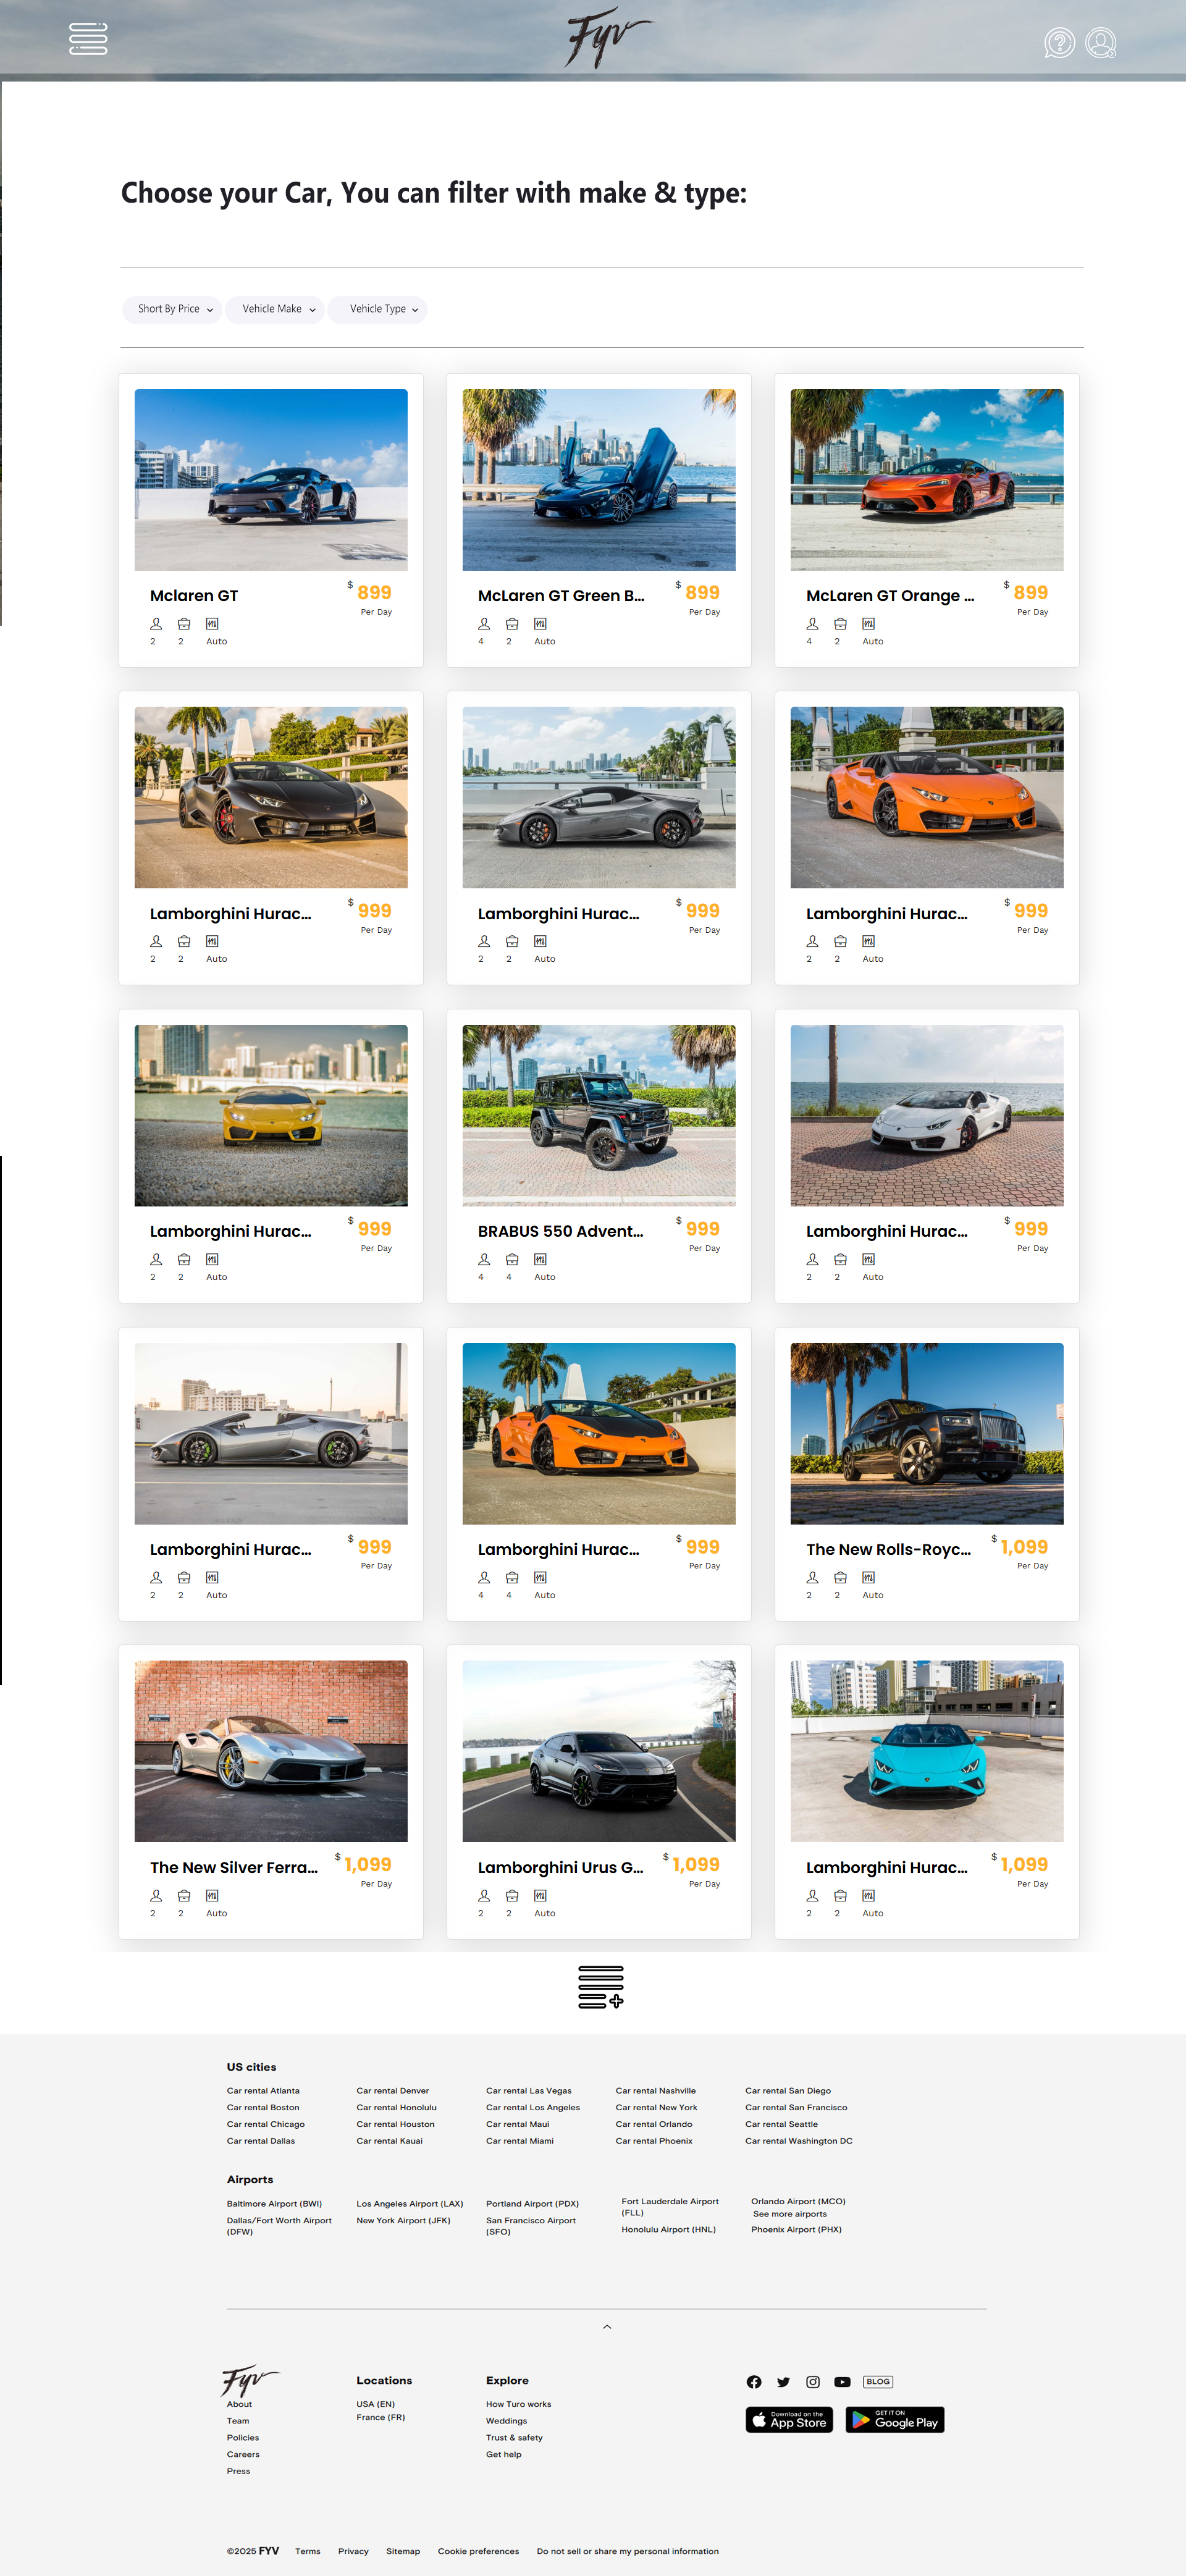 Fyv
Choose your Car, You can filter with make & type:
Short By Price Vehicle Make Vehicle Type
Mclaren GT $ 899
Per Day
2 2 Auto
McLaren GT Green B... $ 899
Per Day
4 2 Auto
McLaren GT Orange ... $ 899
Per Day
4 2 Auto
Lamborghini Hurac... $ 999
Per Day
2 2 Auto
Lamborghini Hurac... $ 999
Per Day
2 2 Auto
Lamborghini Hurac... $ 999
Per Day
2 2 Auto
Lamborghini Hurac... $ 999
Per Day
2 2 Auto
BRABUS 550 Advent... $ 999
Per Day
4 4 Auto
Lamborghini Hurac... $ 999
Per Day
2 2 Auto
Lamborghini Hurac... $ 999
Per Day
2 2 Auto
Lamborghini Hurac... $ 999
Per Day
4 4 Auto
The New Rolls-Royc... $ 1,099
Per Day
2 2 Auto
The New Silver Ferra... $ 1,099
Per Day
2 2 Auto
Lamborghini Urus G... $ 1,099
Per Day
2 2 Auto
Lamborghini Hurac... $ 1,099
Per Day
2 2 Auto
US cities
Car rental Atlanta Car rental Denver Car rental Las Vegas Car rental Nashville Car rental San Diego
Car rental Boston Car rental Honolulu Car rental Los Angeles Car rental New York Car rental San Francisco
Car rental Chicago Car rental Houston Car rental Maui Car rental Orlando Car rental Seattle
Car rental Dallas Car rental Kauai Car rental Miami Car rental Phoenix Car rental Washington DC
Airports
Baltimore Airport (BWI)
Dallas/Fort Worth Airport
(DFW)
Los Angeles Airport (LAX)
New York Airport (JFK)
Portland Airport (PDX)
San Francisco Airport
(SFO)
Fort Lauderdale Airport
(FLL)
Honolulu Airport (HNL)
Orlando Airport (MCO)
See more airports
Phoenix Airport (PHX)
Fyv
About
Team
Policies
Careers
Press
Locations
USA (EN)
France (FR)
Explore
How Turo works
Weddings
Trust & safety
Get help
BLOG
Download on the
App Store
GET IT ON
Google Play
©2025 FYV Terms Privacy Sitemap Cookie preferences Do not sell or share my personal information